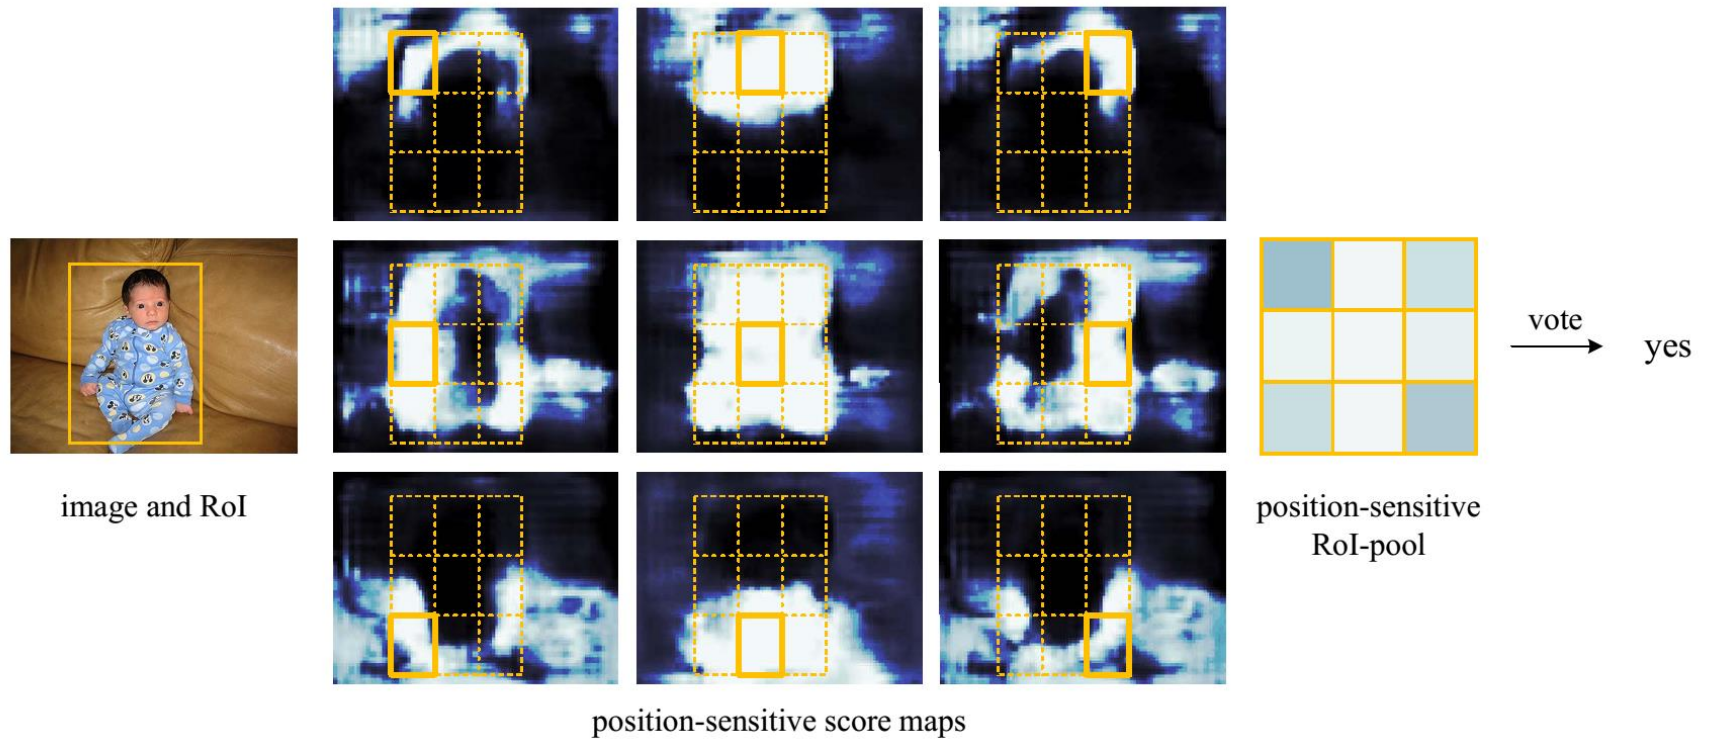 image and RoI
position-sensitive score maps
position-sensitive
RoI-pool
vote
yes